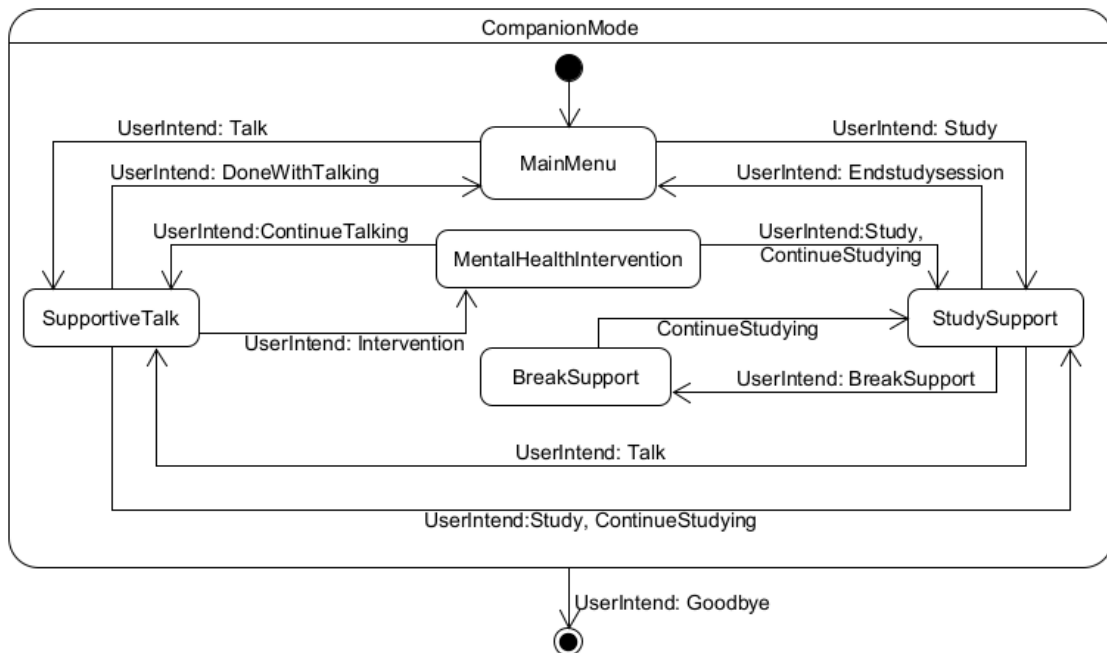 CompanionMode
UserIntend: Talk
UserIntend: Study
MainMenu
UserIntend: DoneWithTalking
UserIntend: Endstudysession
UserIntend:ContinueTalking
UserIntend:Study,
ContinueStudying
MentalHealthIntervention
SupportiveTalk
StudySupport
UserIntend: Intervention
ContinueStudying
BreakSupport
UserIntend: BreakSupport
UserIntend: Talk
UserIntend:Study, ContinueStudying
UserIntend: Goodbye